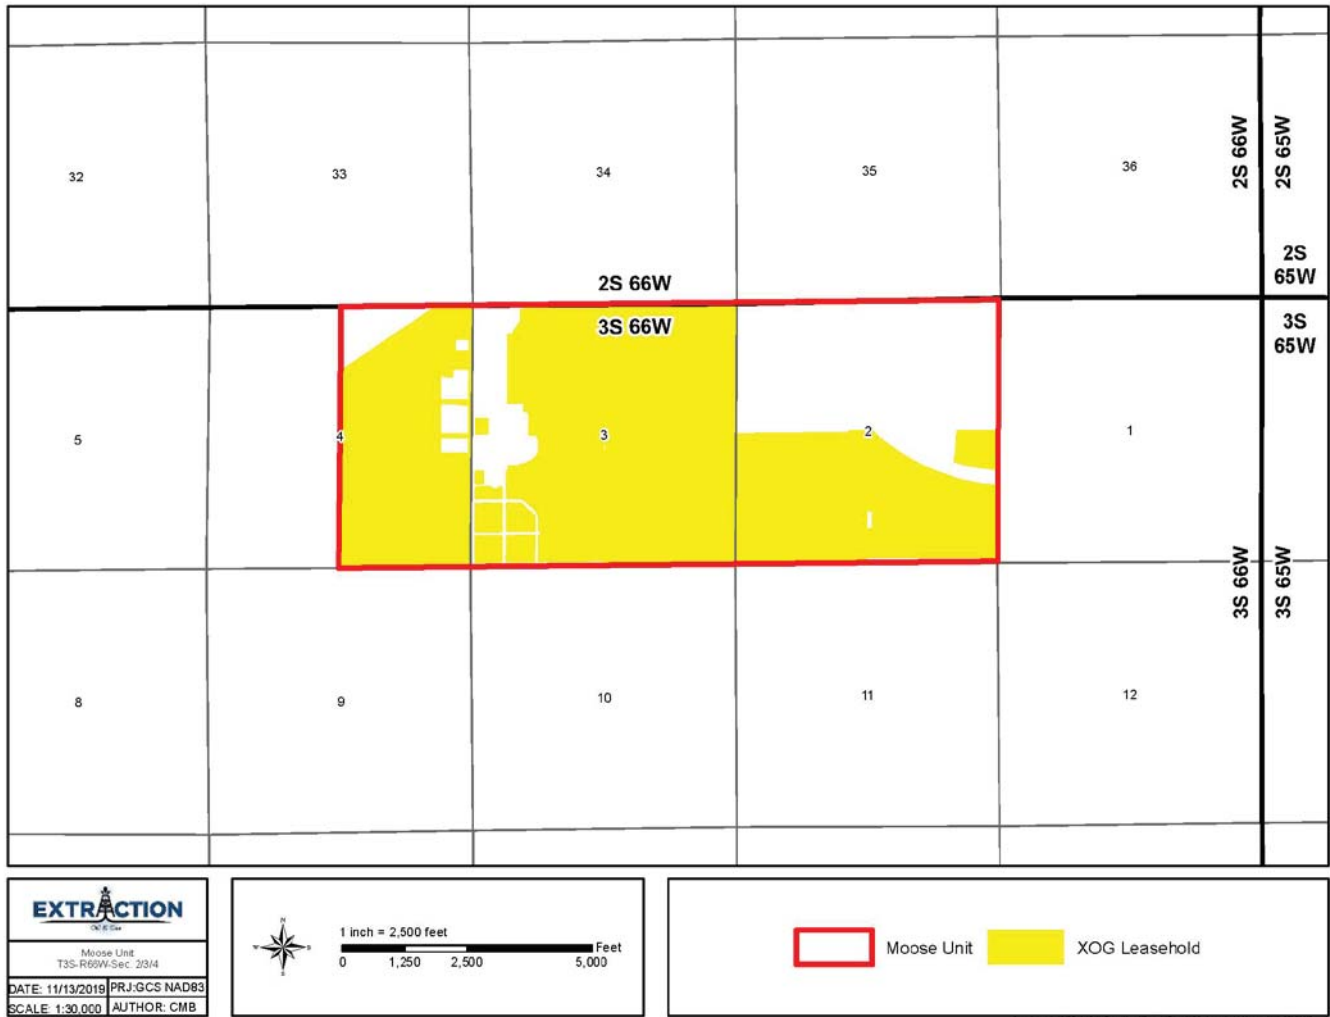 2S 66W
2S 65W
32
33
34
35
36
2S
65W
2S 66W
3S 66W
3S
65W
5
4
3
2
1
3S 66W
3S 65W
8
9
10
11
12
EXTRACTION
Oil & Gas
Moose Unit
T3S-R66W-Sec. 2/3/4
DATE: 11/13/2019
PRJ:GCS NAD83
SCALE: 1:30,000
AUTHOR: CMB
N
W
S
1 inch = 2,500 feet
Feet
0
1,250
2,500
5,000
Moose Unit
XOG Leasehold